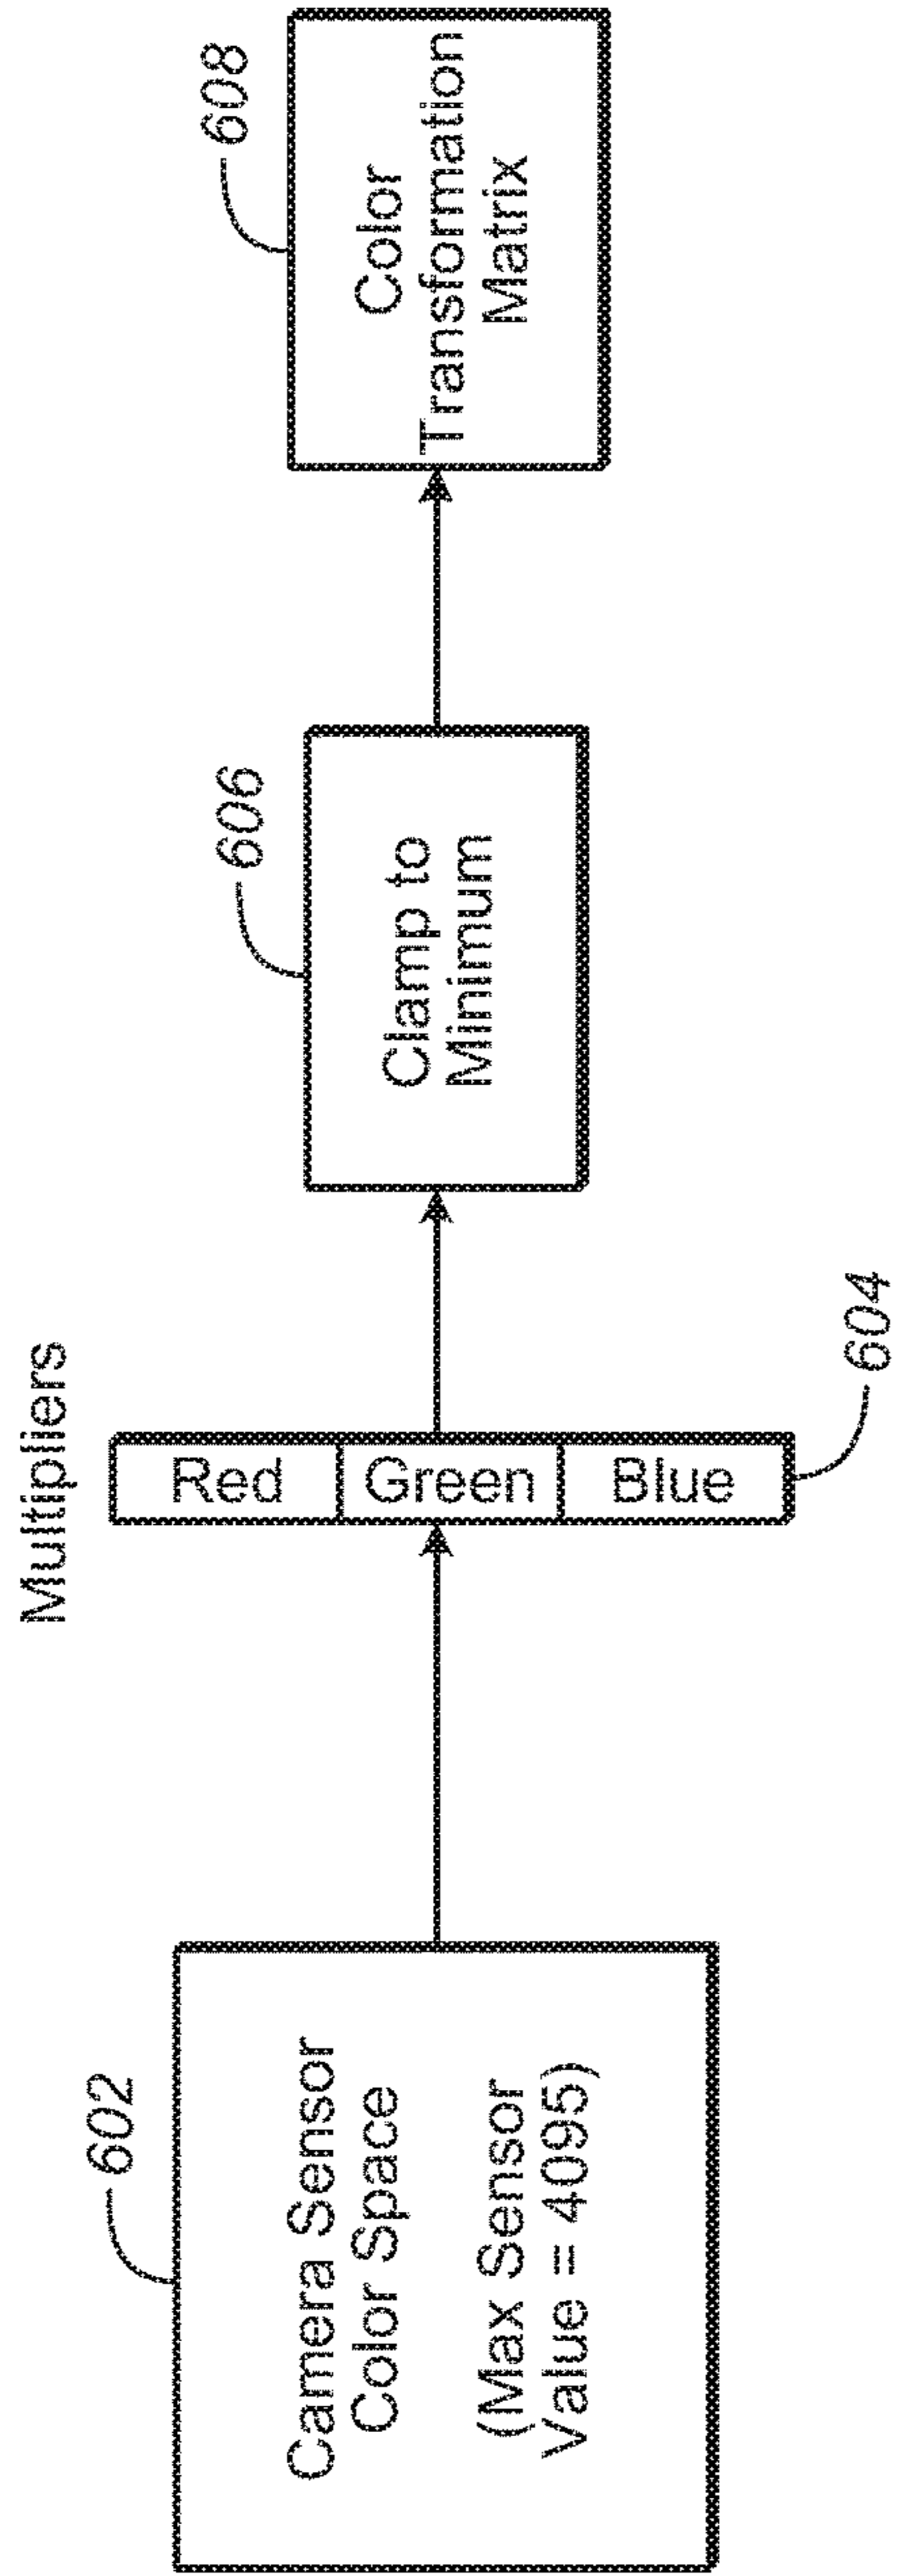 602
Camera Sensor
Color Space
(Max Sensor
Value = 4095)
Multipliers
Red
Green
Blue
604
606
Clamp to
Minimum
608
Color
Transformation
Matrix